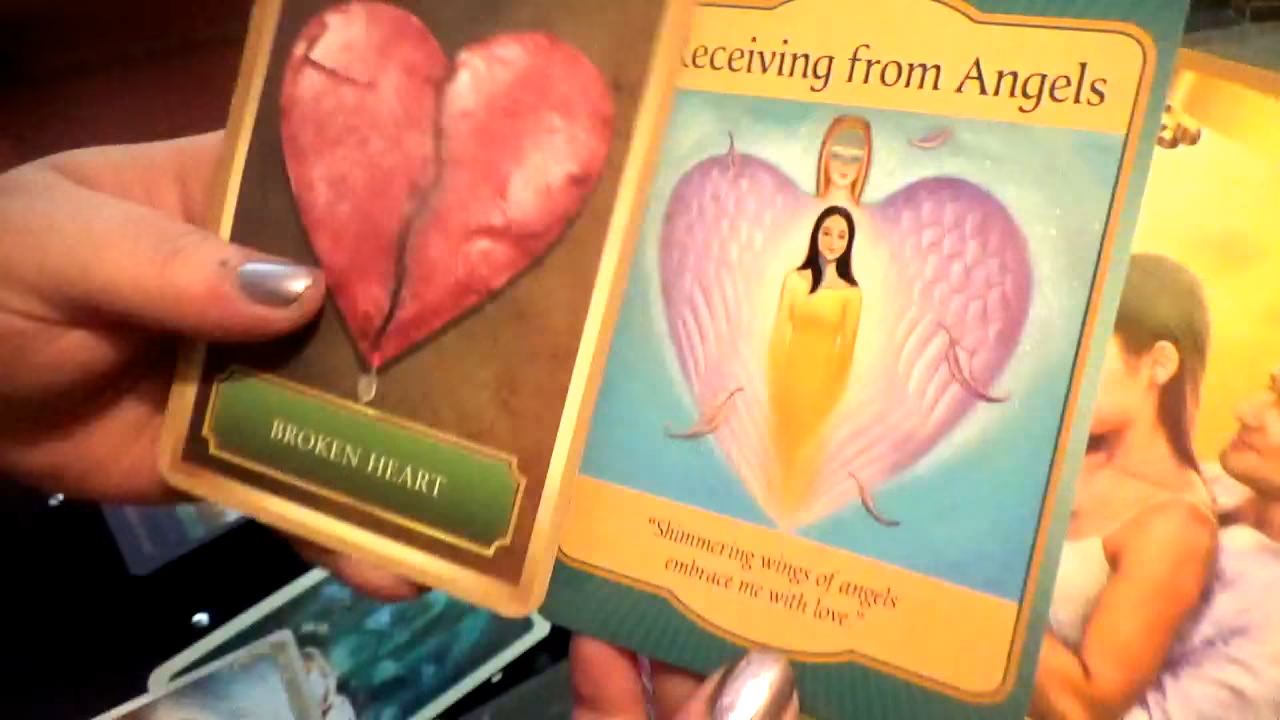 BROKEN HEART
Receiving from Angels
"Shimmering wings of angels
embrace me with love."